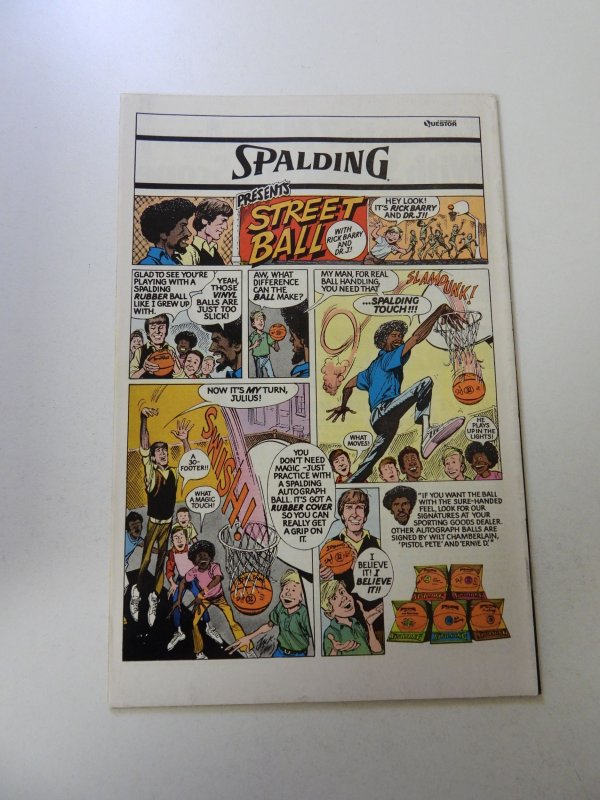 QUESTOR
SPALDING
PRESENTS
STREET
BALL
WITH
RICK BARRY
AND
DR. J!
HEY LOOK!
IT'S RICK BARRY
AND DR. J!!
GLAD TO SEE YOU'RE
PLAYING WITH A
SPALDING
RUBBER BALL
LIKE I GREW UP
WITH.
YEAH,
THOSE
VINYL
BALLS ARE
JUST TOO
SLICK!
AW, WHAT
DIFFERENCE
CAN THE
BALL MAKE?
MY MAN, FOR REAL
BALL HANDLING,
YOU NEED THAT
...SPALDING
TOUCH!!!
SLAMDUNK!
WHAT
MOVES!
HE
PLAYS
UP IN THE
LIGHTS!
NOW IT'S MY TURN,
JULIUS!
A
30-
FOOTER!!
WHAT
A MAGIC
TOUCH!
SWISH!!
YOU
DON'T NEED
MAGIC -JUST
PRACTICE WITH
A SPALDING
AUTOGRAPH
BALL. IT'S GOT A
RUBBER COVER
SO YOU CAN
REALLY GET
A GRIP ON
IT.
I
BELIEVE
IT! I
BELIEVE
IT!!
"IF YOU WANT THE BALL
WITH THE SURE-HANDED
FEEL, LOOK FOR OUR
SIGNATURES AT YOUR
SPORTING GOODS DEALER.
OTHER AUTOGRAPH BALLS ARE
SIGNED BY WILT CHAMBERLAIN,
'PISTOL PETE' AND 'ERNIE D.'"
SPALDING
SPALDING
SPALDING